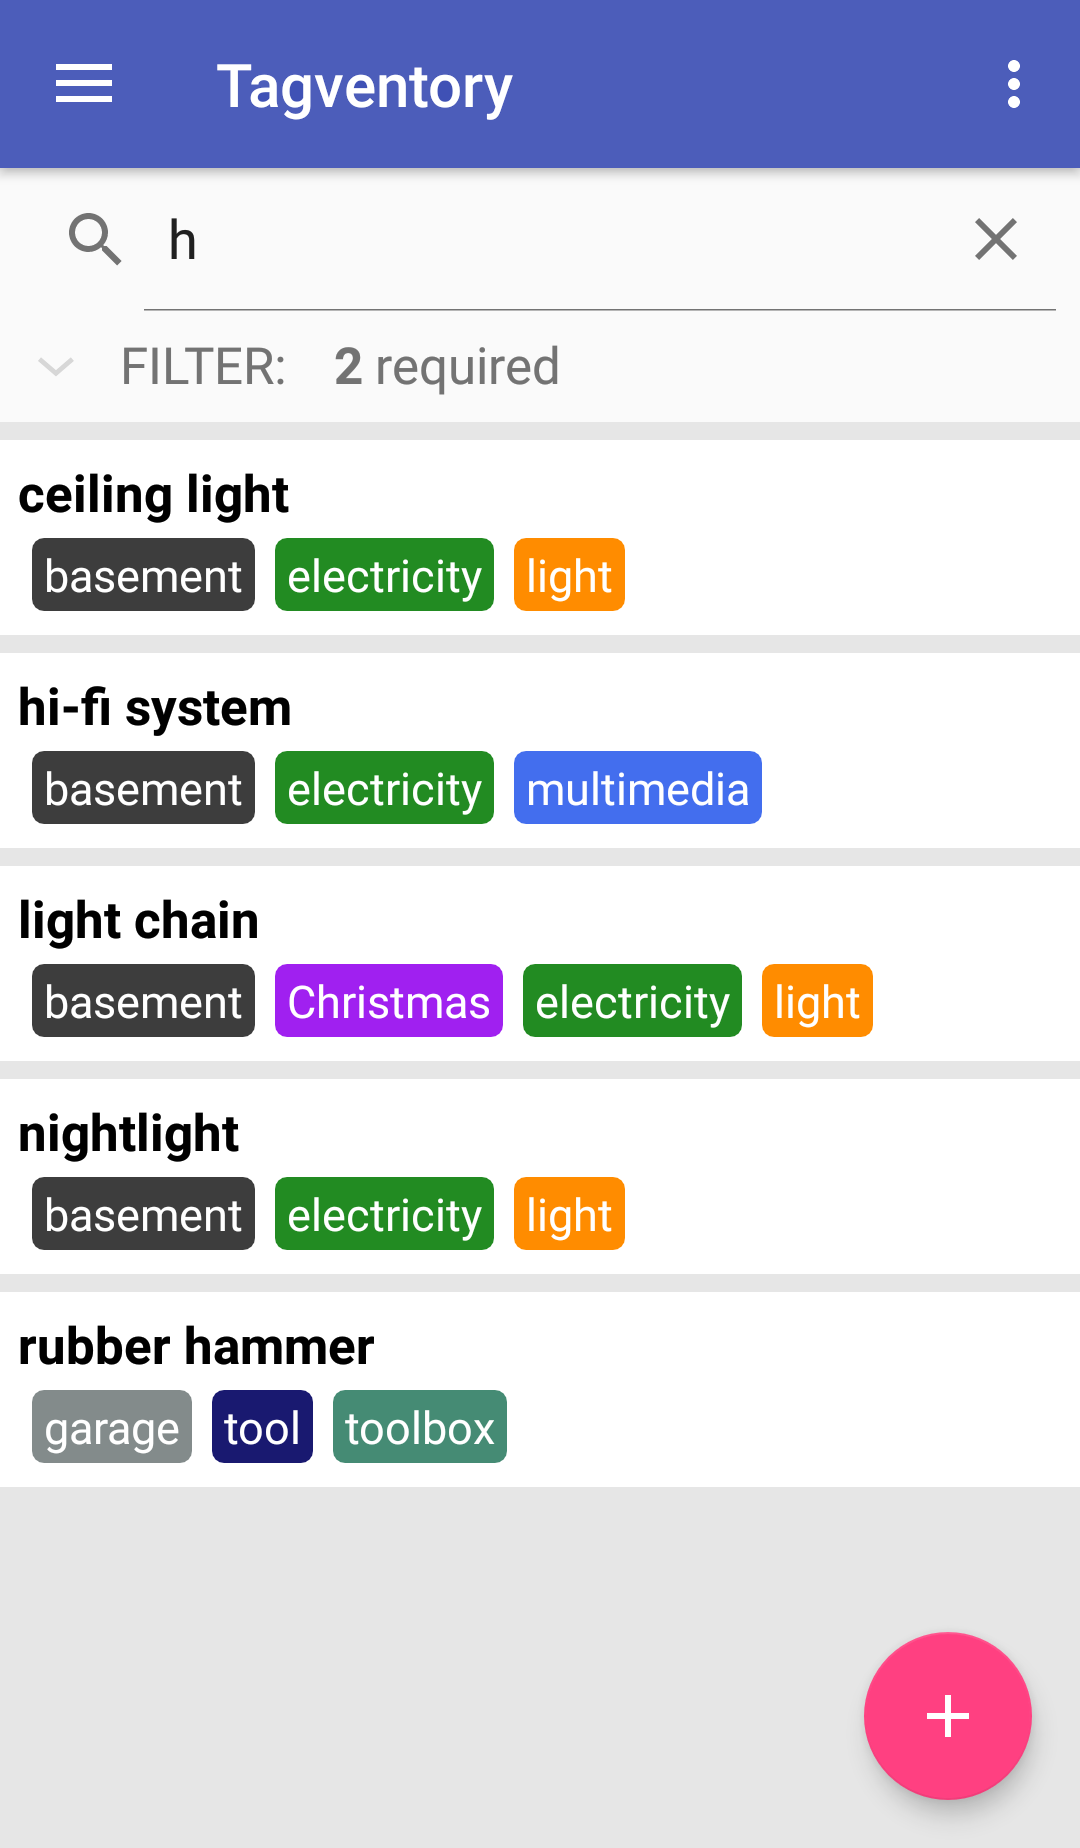 Tagventory
h
FILTER: 2 required
ceiling light
basement electricity light
hi-fi system
basement electricity multimedia
light chain
basement Christmas electricity light
nightlight
basement electricity light
rubber hammer
garage tool toolbox